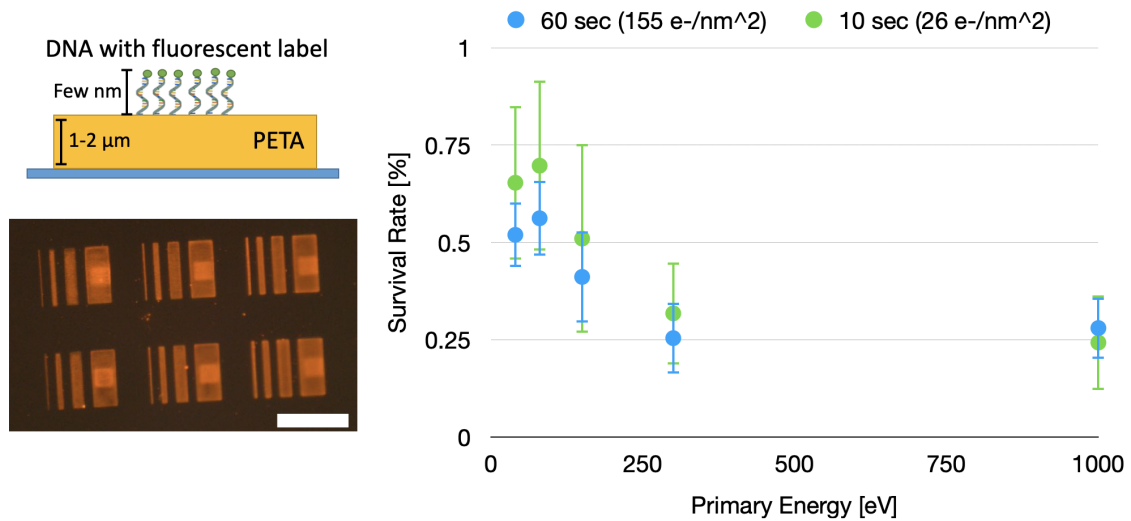 DNA with fluorescent label
Few nm
1-2 μm
PETA
60 sec (155 e-/nm^2)
10 sec (26 e-/nm^2)
1
0.75
0.5
0.25
0
Survival Rate [%]
0
250
500
750
1000
Primary Energy [eV]